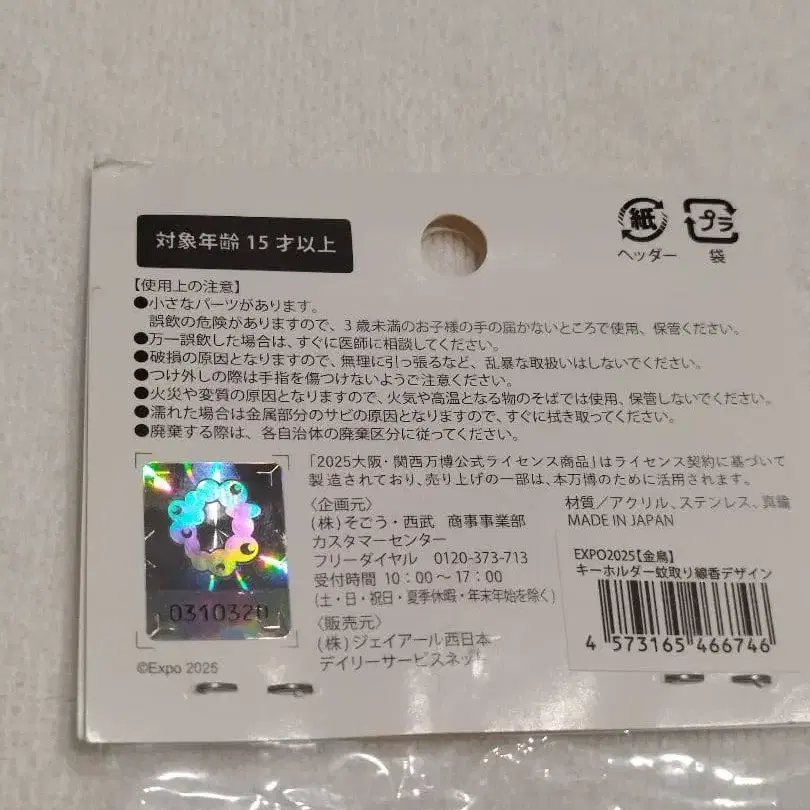 対象年齢 15 才以上
紙
プラ
ヘッダー
袋
【使用上の注意】
●小さなパーツがあります。
誤飲の危険がありますので、3歳未満のお子様の手の届かないところで使用、保管ください。
●万一誤飲した場合は、すぐに医師に相談してください。
●破損の原因となりますので、無理に引っ張るなど、乱暴な取扱いはしないでください。
●つけ外しの際は手指を傷つけないようご注意ください。
●火災や変質の原因となりますので、火気や高温となる物のそばでは使用、保管しないでください。
●濡れた場合は金属部分のサビの原因となりますので、すぐに拭き取ってください。
●廃棄する際は、各自治体の廃棄区分に従ってください。
「2025大阪・関西万博公式ライセンス商品」はライセンス契約に基づいて
製造されており、売り上げの一部は、本万博のために活用されます。
〈企画元〉
(株)そごう・西武 商事事業部
カスタマーセンター
フリーダイヤル 0120-373-713
受付時間 10:00〜17:00
(土・日・祝日・夏季休暇・年末年始を除く)
〈販売元〉
(株)ジェイアール西日本
デイリーサービスネット
材質/アクリル、ステンレス、真鍮
MADE IN JAPAN
EXPO2025【金鳥】
キーホルダー蚊取り線香デザイン
4 573165 466746
0310320
©Expo 2025